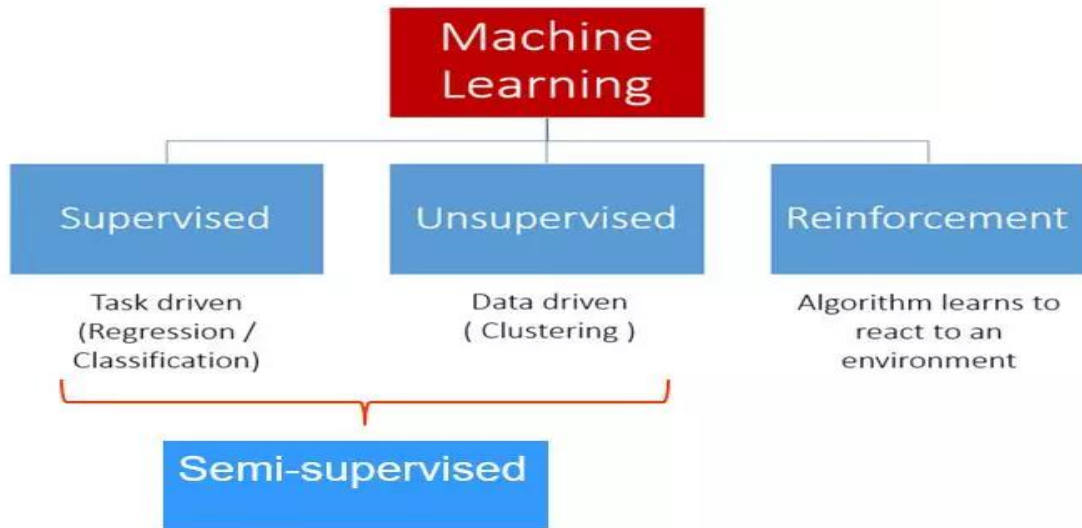 Machine
Learning
Supervised
Unsupervised
Reinforcement
Task driven
(Regression /
Classification)
Data driven
( Clustering )
Algorithm learns to
react to an
environment
Semi-supervised